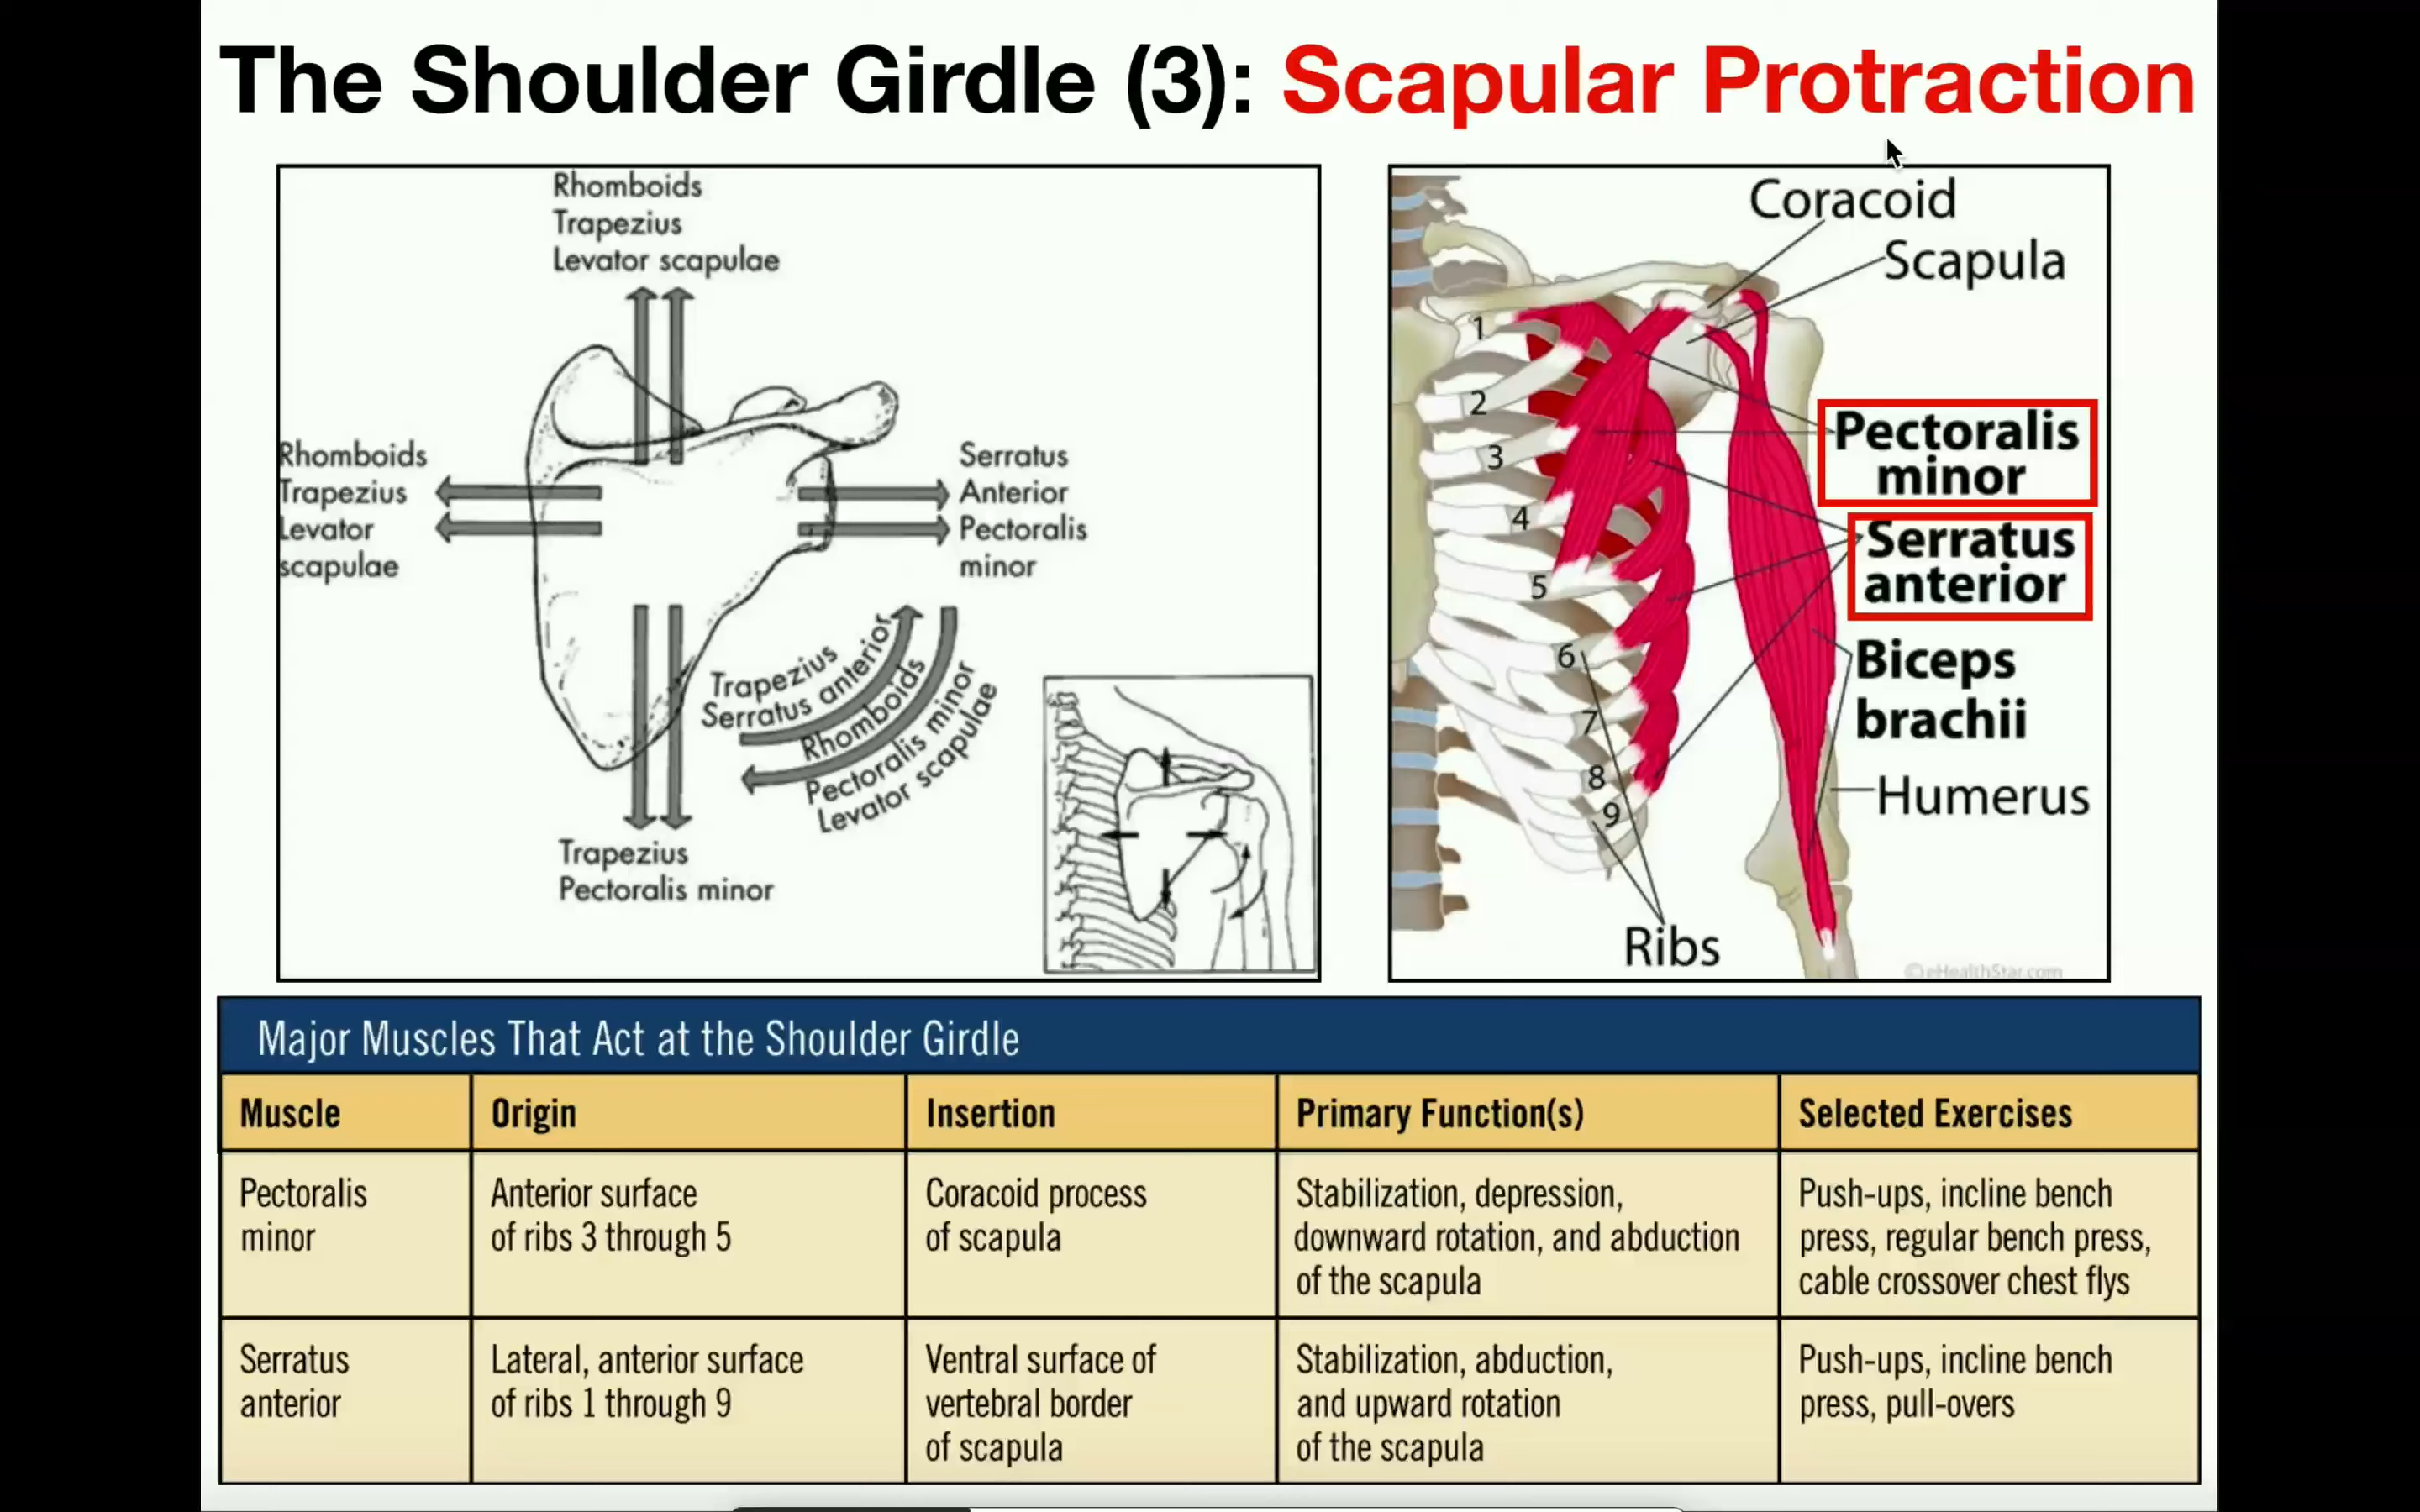 The Shoulder Girdle (3): Scapular Protraction
Rhomboids
Trapezius
Levator scapulae
Rhomboids
Trapezius
Levator
scapulae
Serratus
Anterior
Pectoralis
minor
Trapezius
Serratus anterior
Rhomboids
Pectoralis minor
Levator scapulae
Trapezius
Pectoralis minor
Coracoid
Scapula
1
2
3
4
5
6
7
8
9
Pectoralis
minor
Serratus
anterior
Biceps
brachii
Humerus
Ribs
©eHealthStar.com
Major Muscles That Act at the Shoulder Girdle
Muscle
Origin
Insertion
Primary Function(s)
Selected Exercises
Pectoralis
minor
Anterior surface
of ribs 3 through 5
Coracoid process
of scapula
Stabilization, depression,
downward rotation, and abduction
of the scapula
Push-ups, incline bench
press, regular bench press,
cable crossover chest flys
Serratus
anterior
Lateral, anterior surface
of ribs 1 through 9
Ventral surface of
vertebral border
of scapula
Stabilization, abduction,
and upward rotation
of the scapula
Push-ups, incline bench
press, pull-overs